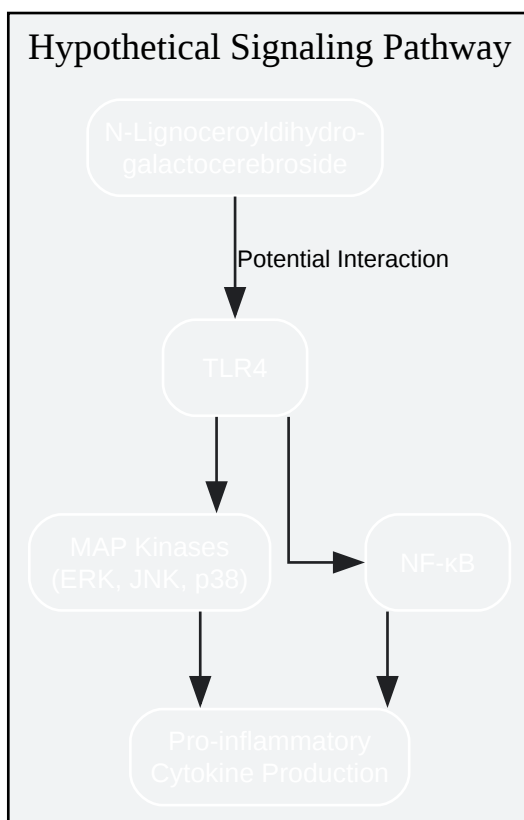 Hypothetical Signaling Pathway
N-Lignoceroyldihydro-
galactocerebroside
Potential Interaction
TLR4
MAP Kinases
(ERK, JNK, p38)
NF-κB
Pro-inflammatory
Cytokine Production